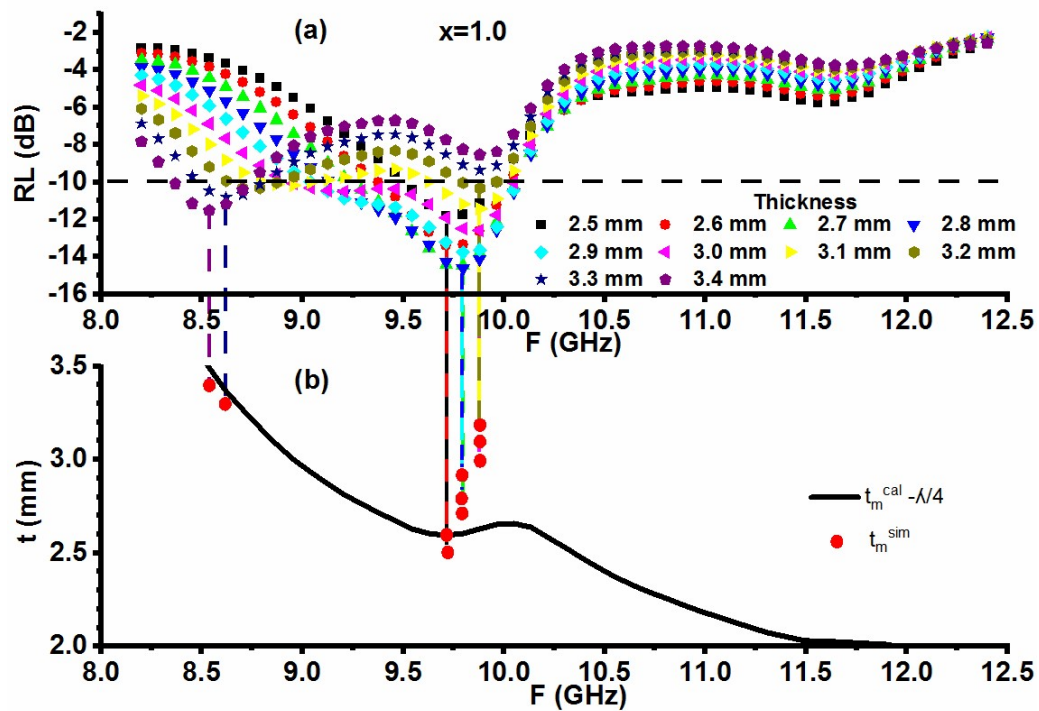 (a) x=1.0
-2
-4
-6
-8
-10
-12
-14
-16
RL (dB)
Thickness
2.5 mm 2.6 mm 2.7 mm 2.8 mm
2.9 mm 3.0 mm 3.1 mm 3.2 mm
3.3 mm 3.4 mm
8.0 8.5 9.0 9.5 10.0 10.5 11.0 11.5 12.0 12.5
F (GHz)
(b)
3.5
3.0
2.5
2.0
t (mm)
t_m^cal -λ/4
t_m^sim
8.0 8.5 9.0 9.5 10.0 10.5 11.0 11.5 12.0 12.5
F (GHz)